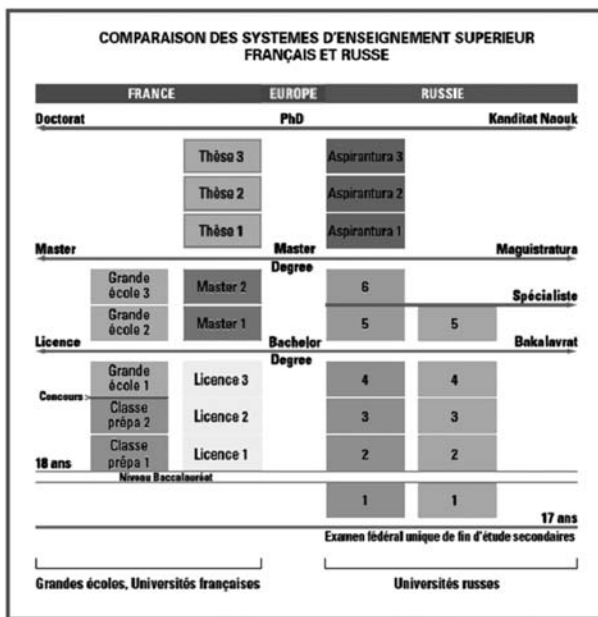 COMPARAISON DES SYSTEMES D'ENSEIGNEMENT SUPERIEUR
FRANÇAIS ET RUSSE
FRANCE EUROPE RUSSIE
Doctorat PhD Kanditat Naouk
Thèse 3 Aspirantura 3
Thèse 2 Aspirantura 2
Thèse 1 Aspirantura 1
Master Master Maguistratura
Degree
Grande
école 3 Master 2 6
Spécialiste
Grande
école 2 Master 1 5 5
Licence Bachelor Bakalavrat
Degree
Grande
école 1 Licence 3 4 4
Concours
Classe
prépa 2 Licence 2 3 3
Classe
prépa 1 Licence 1 2 2
18 ans
Niveau Baccalauréat
1 1
17 ans
Examen fédéral unique de fin d'étude secondaires
Grandes écoles, Universités françaises Universités russes